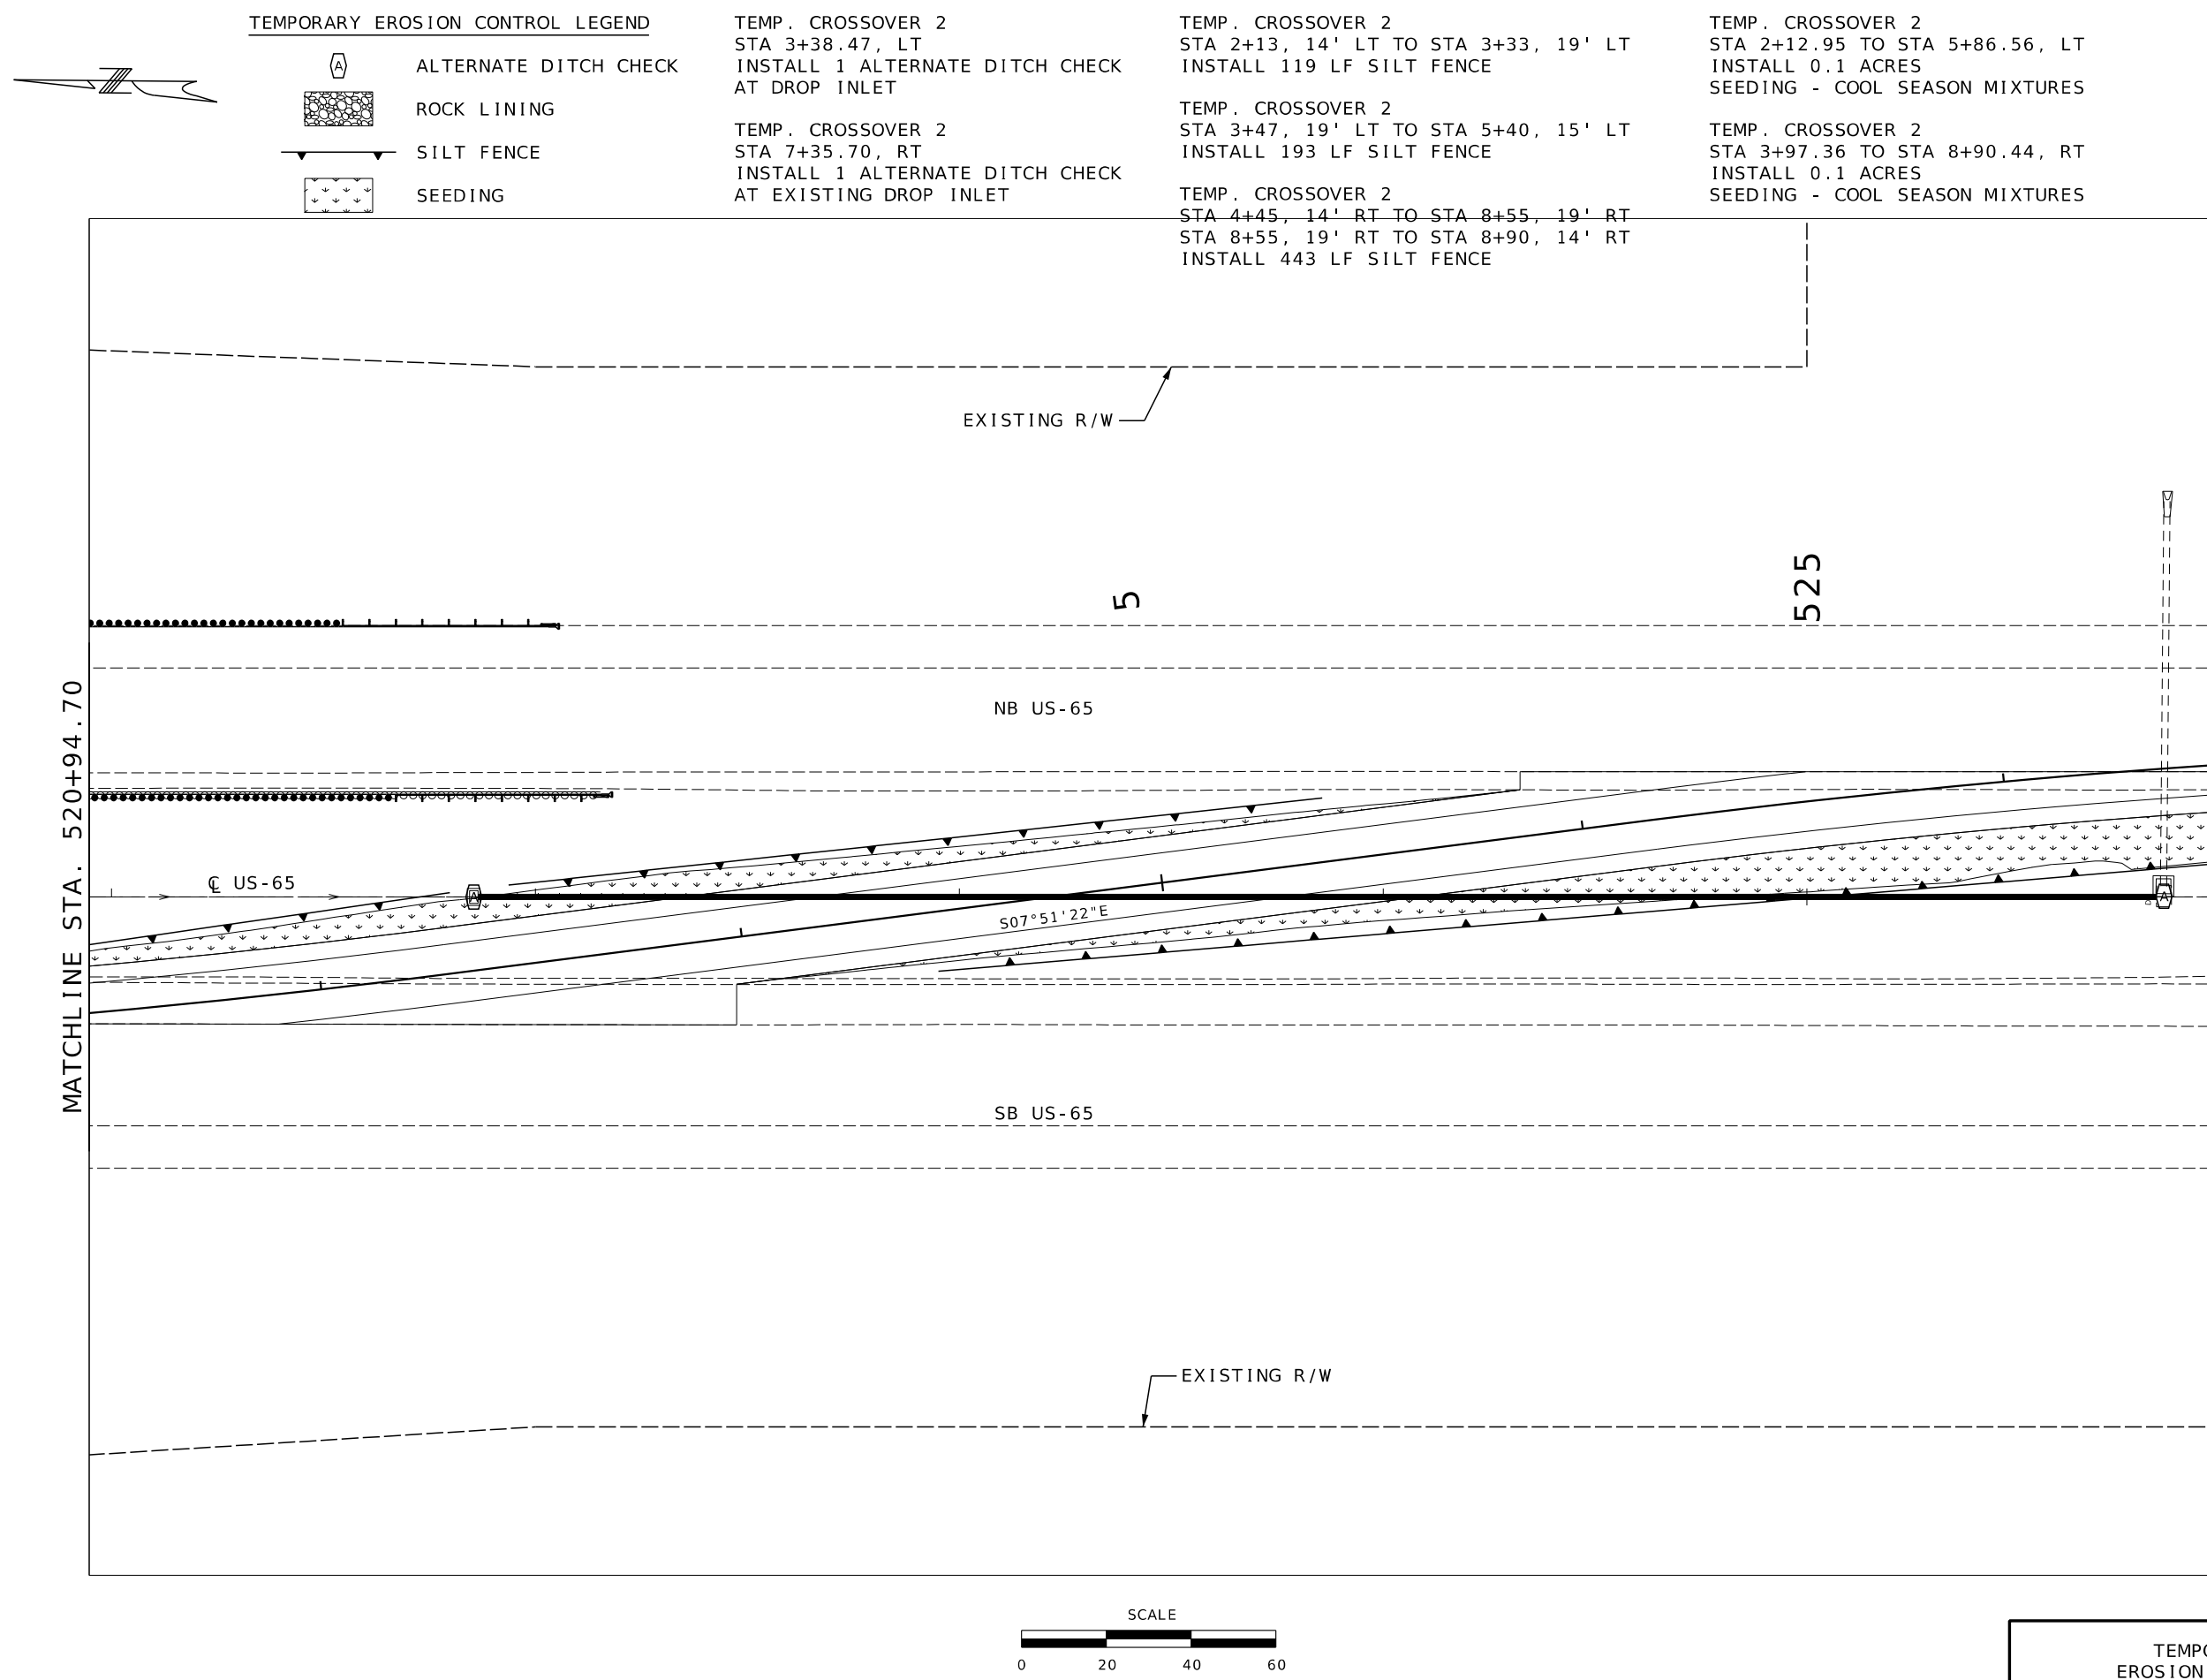 TEMPORARY EROSION CONTROL LEGEND
A
ALTERNATE DITCH CHECK
ROCK LINING
SILT FENCE
SEEDING
TEMP. CROSSOVER 2
STA 3+38.47, LT
INSTALL 1 ALTERNATE DITCH CHECK
AT DROP INLET
TEMP. CROSSOVER 2
STA 7+35.70, RT
INSTALL 1 ALTERNATE DITCH CHECK
AT EXISTING DROP INLET
TEMP. CROSSOVER 2
STA 2+13, 14' LT TO STA 3+33, 19' LT
INSTALL 119 LF SILT FENCE
TEMP. CROSSOVER 2
STA 3+47, 19' LT TO STA 5+40, 15' LT
INSTALL 193 LF SILT FENCE
TEMP. CROSSOVER 2
STA 4+45, 14' RT TO STA 8+55, 19' RT
STA 8+55, 19' RT TO STA 8+90, 14' RT
INSTALL 443 LF SILT FENCE
TEMP. CROSSOVER 2
STA 2+12.95 TO STA 5+86.56, LT
INSTALL 0.1 ACRES
SEEDING - COOL SEASON MIXTURES
TEMP. CROSSOVER 2
STA 3+97.36 TO STA 8+90.44, RT
INSTALL 0.1 ACRES
SEEDING - COOL SEASON MIXTURES
EXISTING R/W
5
525
MATCHLINE STA. 520+94.70
NB US-65
℄ US-65
A
A
S07°51'22"E
SB US-65
EXISTING R/W
SCALE
0 20 40 60
TEMPO
EROSION